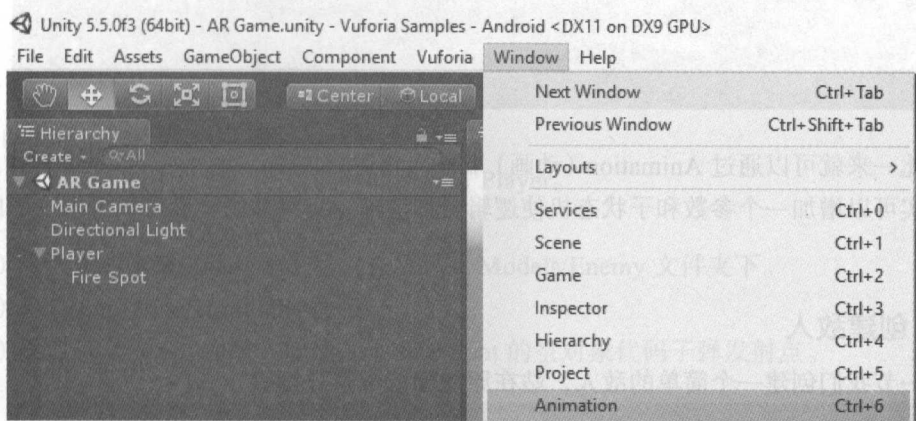 Unity 5.5.0f3 (64bit) - AR Game.unity - Vuforia Samples - Android <DX11 on DX9 GPU>
File Edit Assets GameObject Component Vuforia Window Help
Center Local
Hierarchy
Create All
AR Game
Main Camera
Directional Light
Player
Fire Spot
Next Window Ctrl+Tab
Previous Window Ctrl+Shift+Tab
Layouts
Services Ctrl+0
Scene Ctrl+1
Game Ctrl+2
Inspector Ctrl+3
Hierarchy Ctrl+4
Project Ctrl+5
Animation Ctrl+6